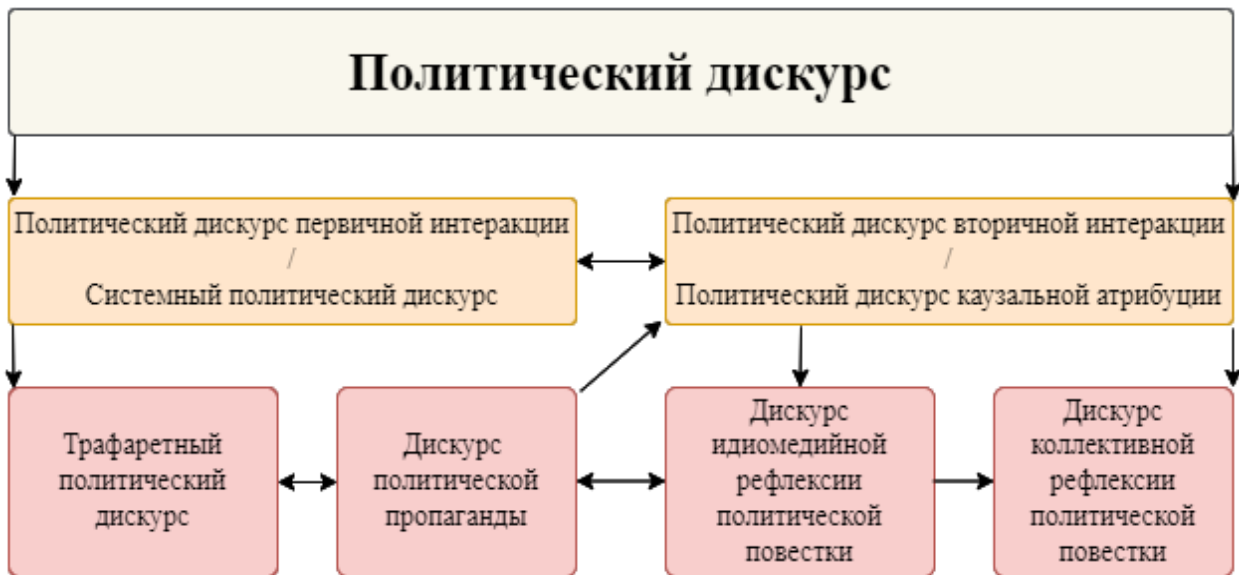 Политический дискурс
Политический дискурс первичной интеракции
/
Системный политический дискурс
Политический дискурс вторичной интеракции
/
Политический дискурс каузальной атрибуции
Трафаретный
политический
дискурс
Дискурс
политической
пропаганды
Дискурс
идиомедийной
рефлексии
политической
повестки
Дискурс
коллективной
рефлексии
политической
повестки